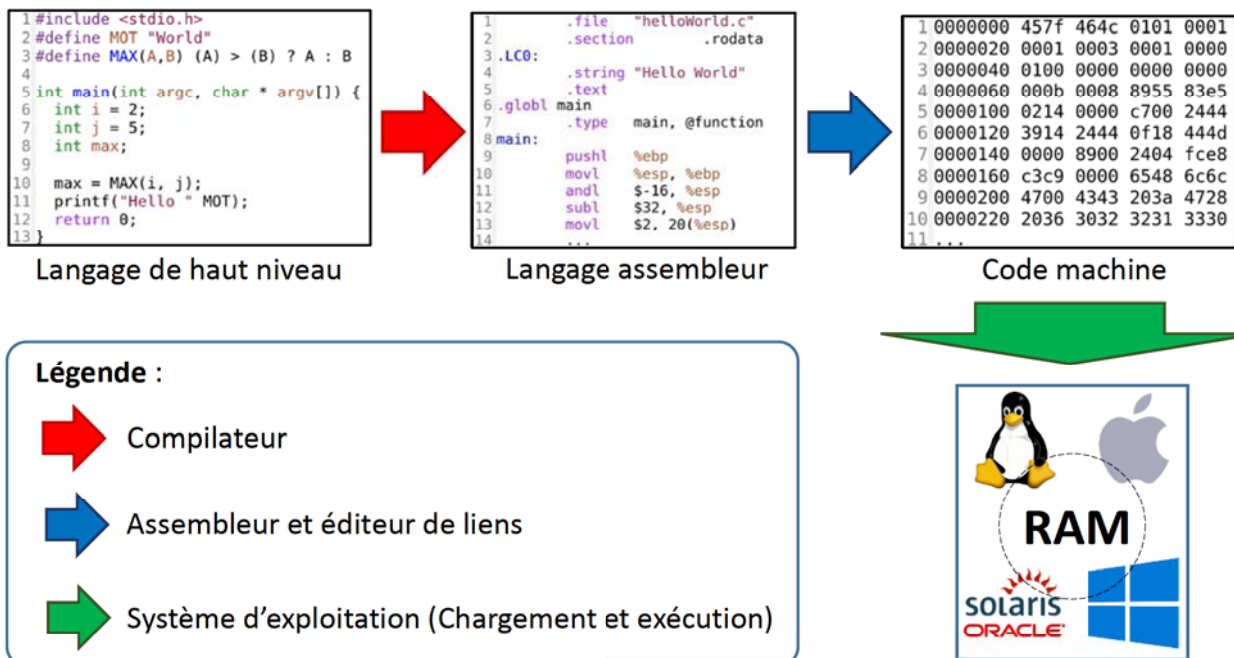 1 #include <stdio.h>
2 #define MOT "World"
3 #define MAX(A,B) (A) > (B) ? A : B
4
5 int main(int argc, char * argv[]) {
6 int i = 2;
7 int j = 5;
8 int max;
9
10 max = MAX(i, j);
11 printf("Hello " MOT);
12 return 0;
13 }
Langage de haut niveau
1 .file "helloWorld.c"
2 .section .rodata
3 .LC0:
4 .string "Hello World"
5 .text
6 .globl main
7 .type main, @function
8 main:
9 pushl %ebp
10 movl %esp, %ebp
11 andl $-16, %esp
12 subl $32, %esp
13 movl $2, 20(%esp)
14 ...
Langage assembleur
1 0000000 457f 464c 0101 0001
2 0000020 0001 0003 0001 0000
3 0000040 0100 0000 0000 0000
4 0000060 000b 0008 8955 83e5
5 0000100 0214 0000 c700 2444
6 0000120 3914 2444 0f18 444d
7 0000140 0000 8900 2404 fce8
8 0000160 c3c9 0000 6548 6c6c
9 0000200 4700 4343 203a 4728
10 0000220 2036 3032 3231 3330
11 ...
Code machine
Légende :
Compilateur
Assembleur et éditeur de liens
Système d'exploitation (Chargement et exécution)
RAM
solaris
ORACLE